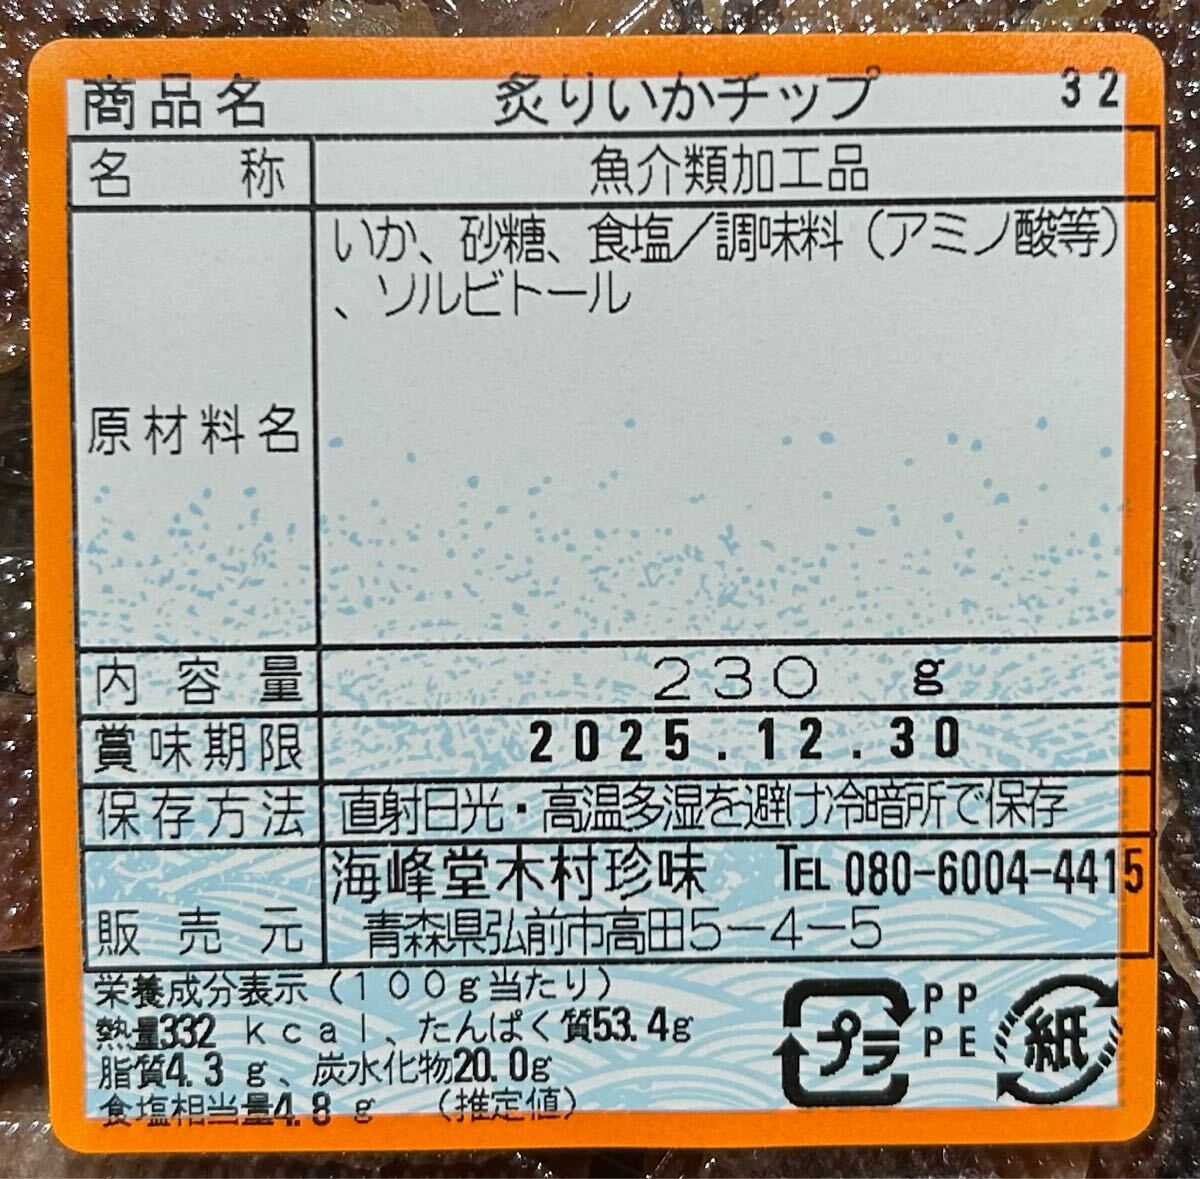 商品名 炙りいかチップ 32
名称 魚介類加工品
原材料名 いか、砂糖、食塩／調味料（アミノ酸等）
、ソルビトール
内容量 230 g
賞味期限 2025.12.30
保存方法 直射日光・高温多湿を避け冷暗所で保存
販売元 海峰堂木村珍味 TEL 080-6004-4415
青森県弘前市高田5-4-5
栄養成分表示（100g当たり）
熱量332 kcal、たんぱく質53.4g
脂質4.3 g、炭水化物20.0g
食塩相当量4.8 g （推定値）
プラ PP
PE
紙